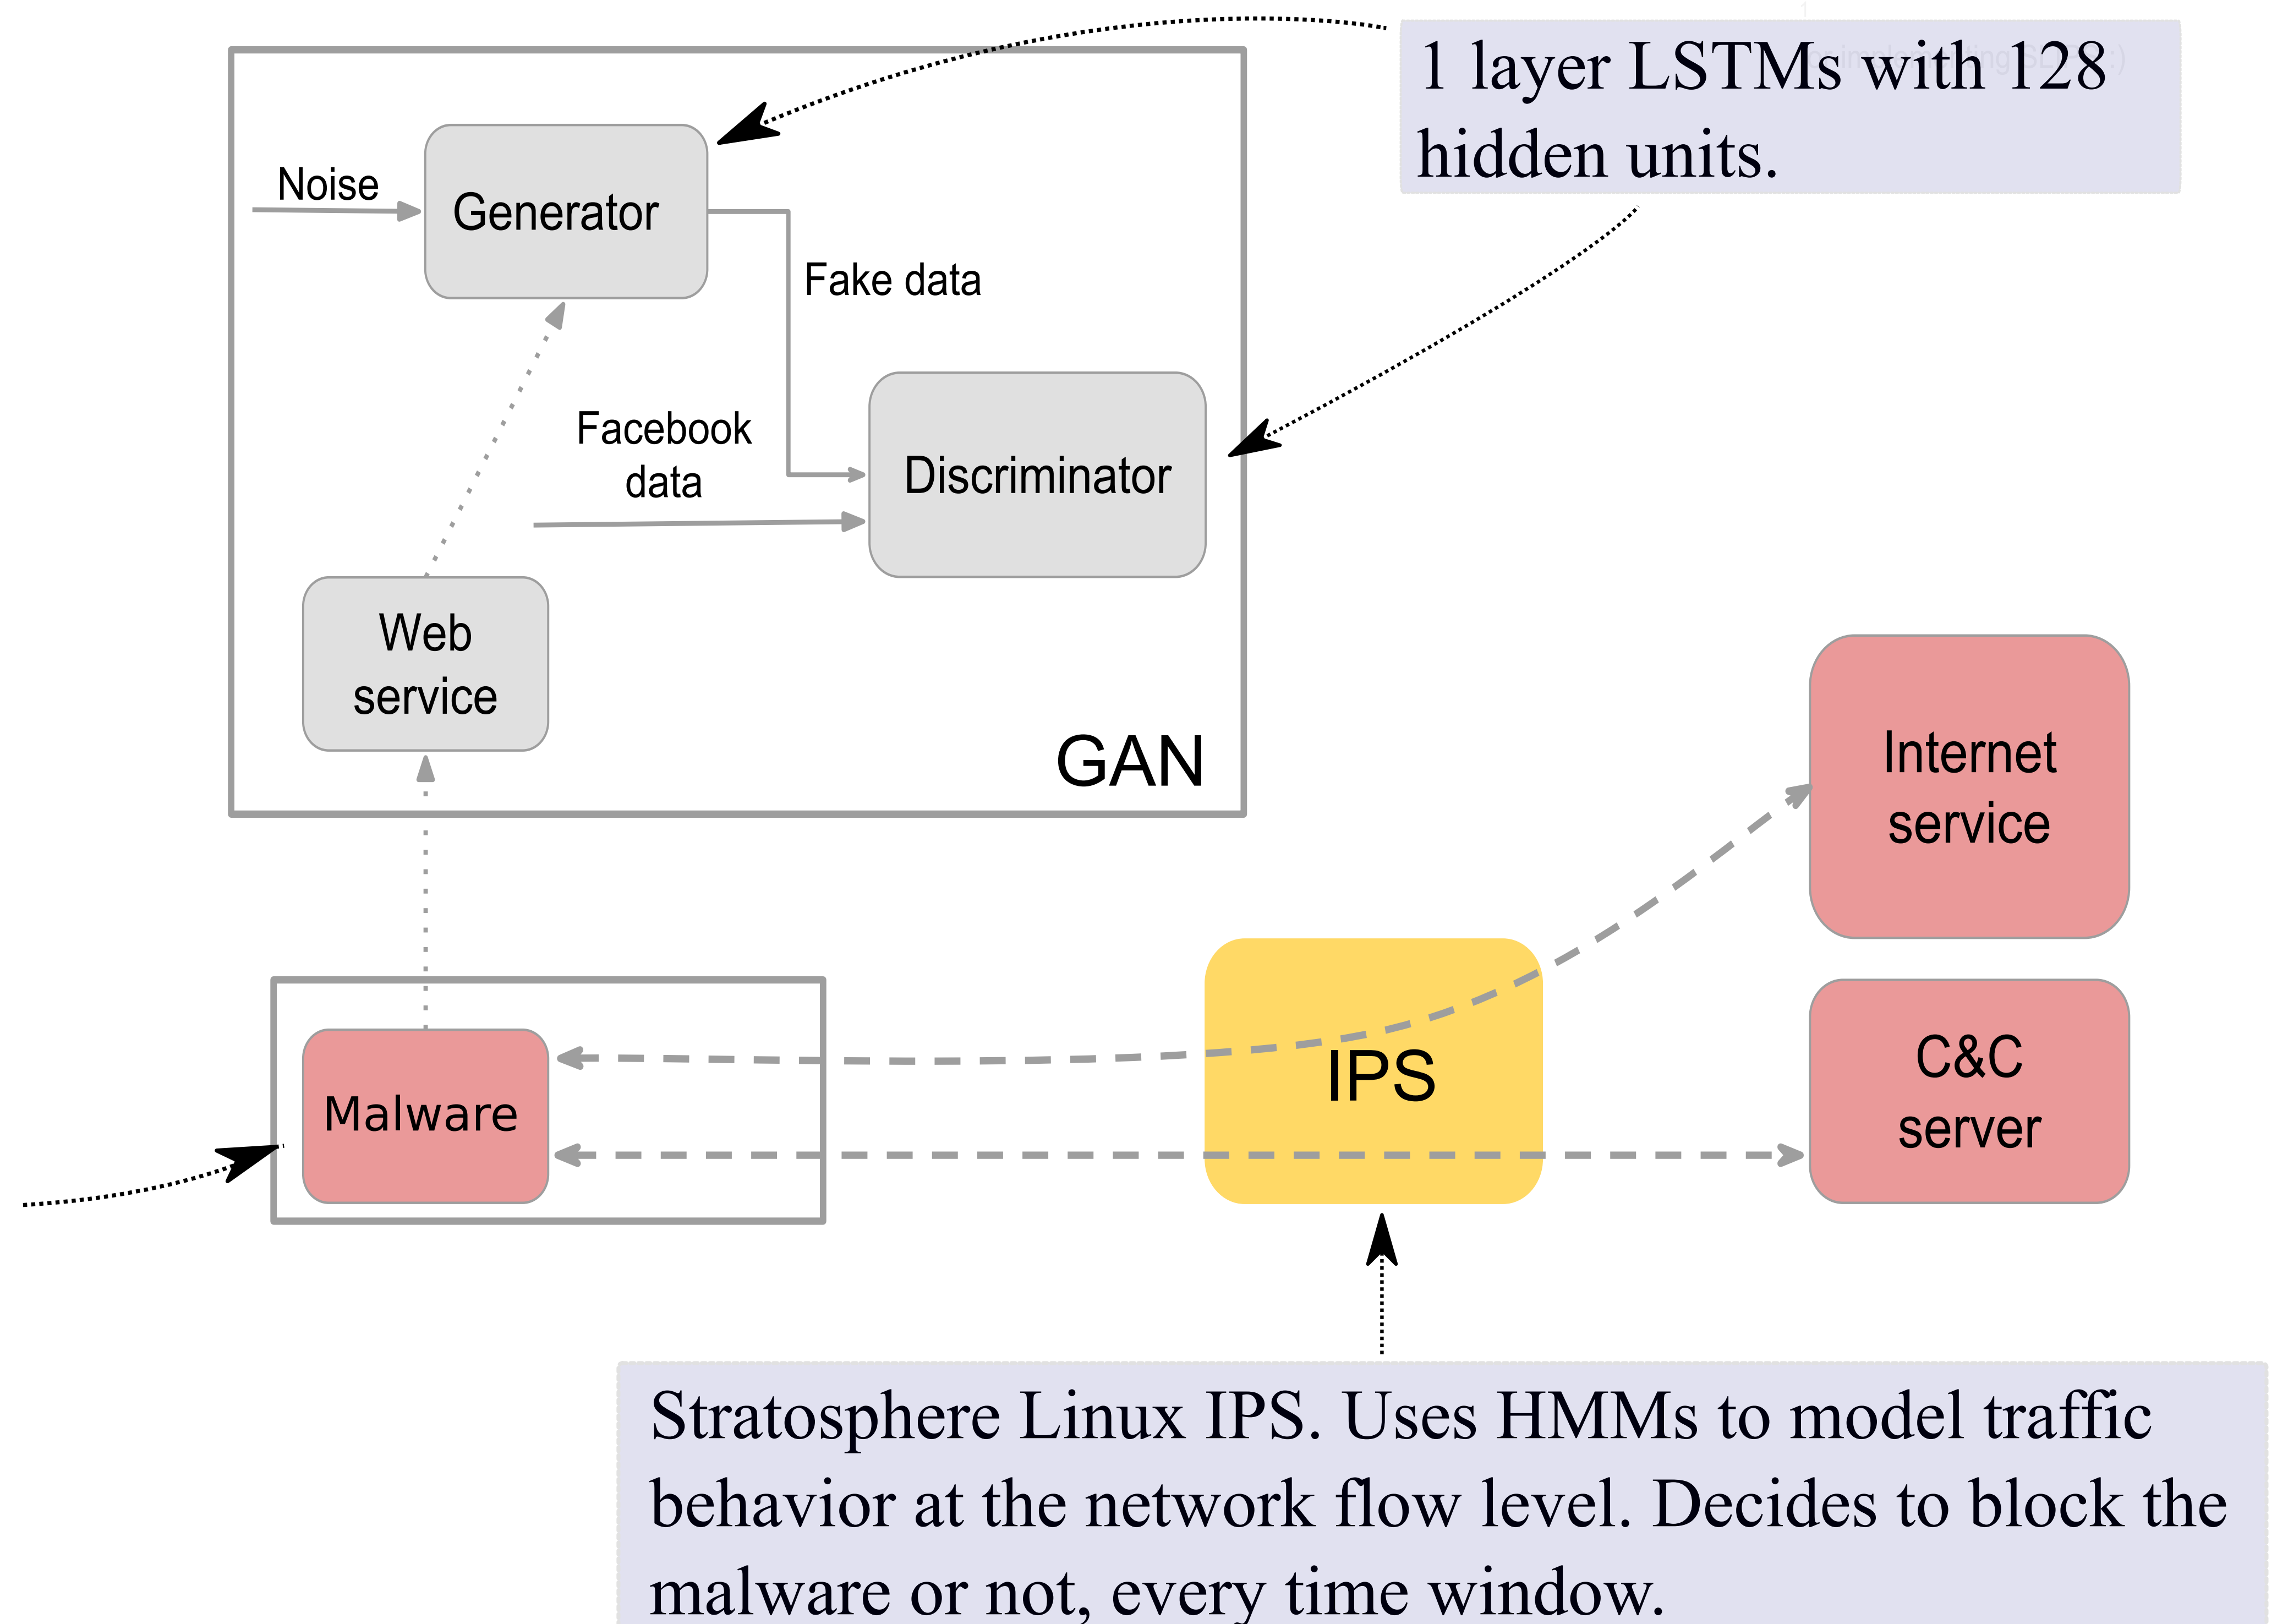 1 layer LSTMs with 128
hidden units.
Noise
Generator
Fake data
Facebook
data
Discriminator
Web
service
GAN
Internet
service
C&C
server
IPS
Malware
Stratosphere Linux IPS. Uses HMMs to model traffic
behavior at the network flow level. Decides to block the
malware or not, every time window.